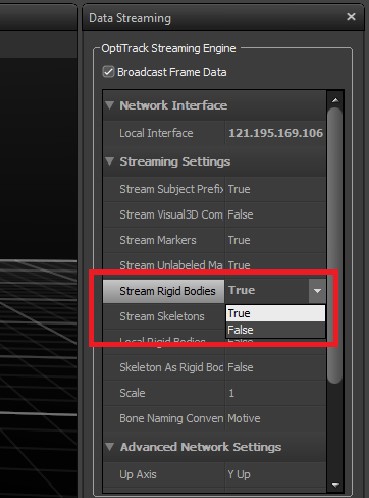 Data Streaming
OptiTrack Streaming Engine
Broadcast Frame Data
Network Interface
Local Interface 121.195.169.106
Streaming Settings
Stream Subject Prefix True
Stream Visual3D Com False
Stream Markers True
Stream Unlabeled Ma True
Stream Rigid Bodies True
True
Stream Skeletons
False
Local Rigid Bodies False
Skeleton As Rigid Bod False
Scale 1
Bone Naming Conven Motive
Advanced Network Settings
Up Axis Y Up